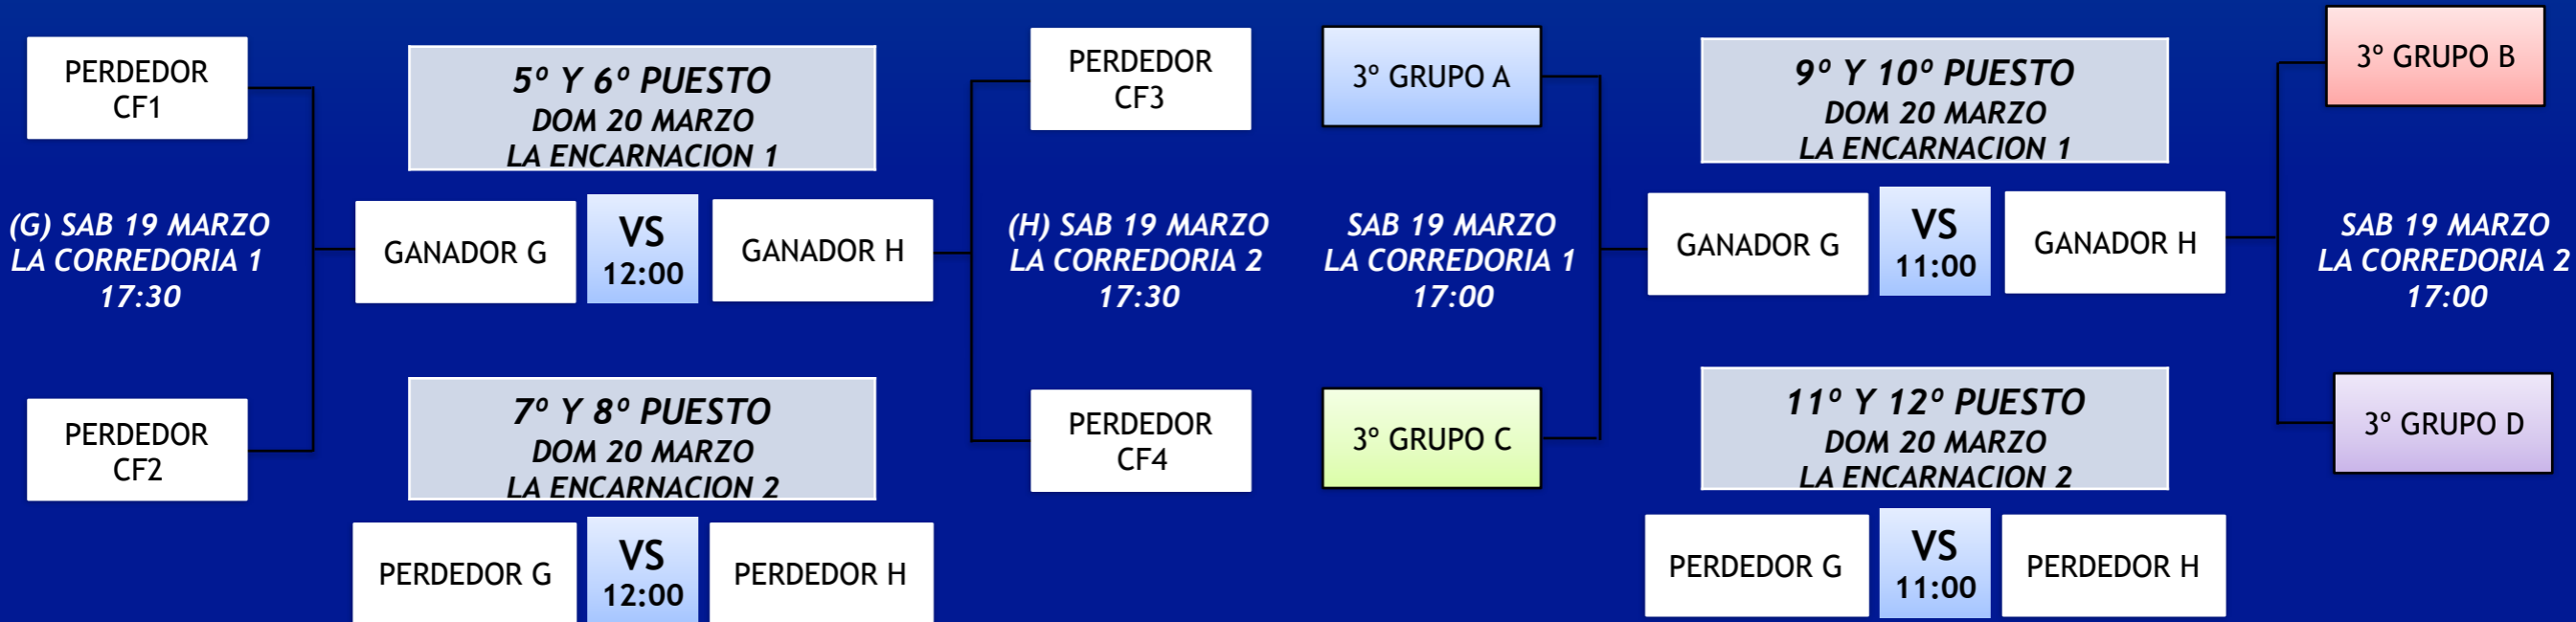 PERDEDOR
CF1
(G) SAB 19 MARZO
LA CORREDORIA 1
17:30
PERDEDOR
CF2
5º Y 6º PUESTO
DOM 20 MARZO
LA ENCARNACION 1
GANADOR G
VS
12:00
GANADOR H
7º Y 8º PUESTO
DOM 20 MARZO
LA ENCARNACION 2
PERDEDOR G
VS
12:00
PERDEDOR H
PERDEDOR
CF3
(H) SAB 19 MARZO
LA CORREDORIA 2
17:30
PERDEDOR
CF4
3º GRUPO A
SAB 19 MARZO
LA CORREDORIA 1
17:00
3º GRUPO C
9º Y 10º PUESTO
DOM 20 MARZO
LA ENCARNACION 1
GANADOR G
VS
11:00
GANADOR H
11º Y 12º PUESTO
DOM 20 MARZO
LA ENCARNACION 2
PERDEDOR G
VS
11:00
PERDEDOR H
3º GRUPO B
SAB 19 MARZO
LA CORREDORIA 2
17:00
3º GRUPO D